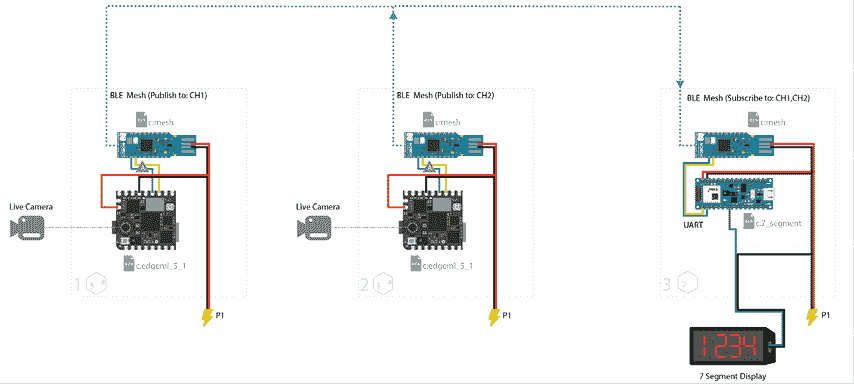 BLE Mesh (Publish to: CH1)
BLE Mesh (Publish to: CH2)
BLE Mesh (Subscribe to: CH1,CH2)
c:mesh
c:mesh
c:mesh
Live Camera
Live Camera
UART
c:7_segment
c:edgeml_5_1
c:edgeml_5_1
1
2
3
P1
P1
P1
1234
7 Segment Display